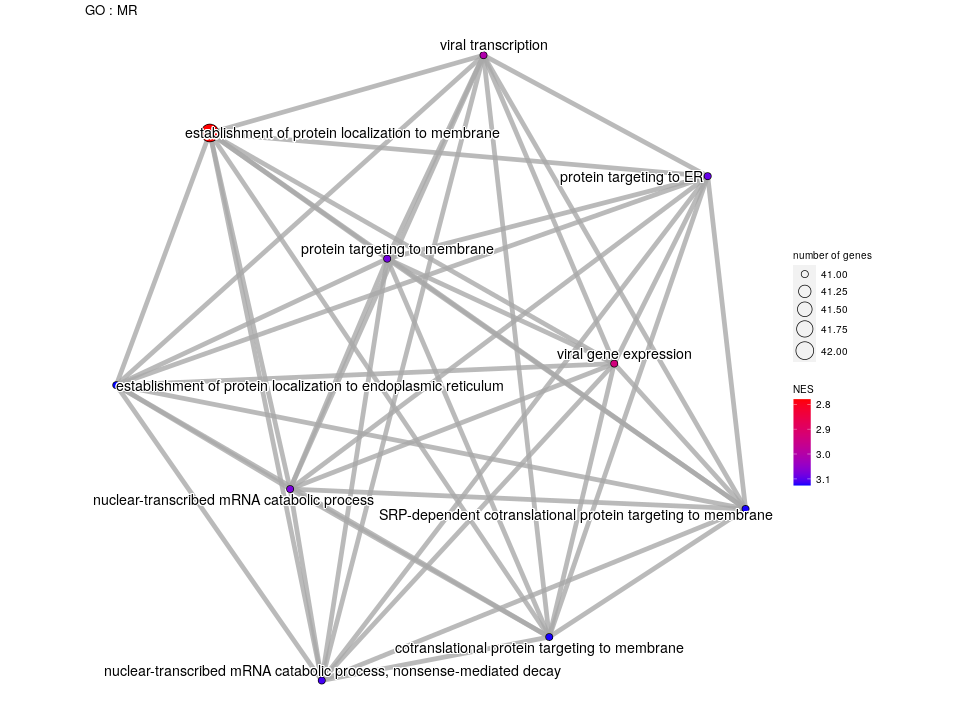 GO : MR
viral transcription
establishment of protein localization to membrane
protein targeting to ER
protein targeting to membrane
viral gene expression
establishment of protein localization to endoplasmic reticulum
nuclear-transcribed mRNA catabolic process
SRP-dependent cotranslational protein targeting to membrane
cotranslational protein targeting to membrane
nuclear-transcribed mRNA catabolic process, nonsense-mediated decay
number of genes
41.00
41.25
41.50
41.75
42.00
NES
2.8
2.9
3.0
3.1